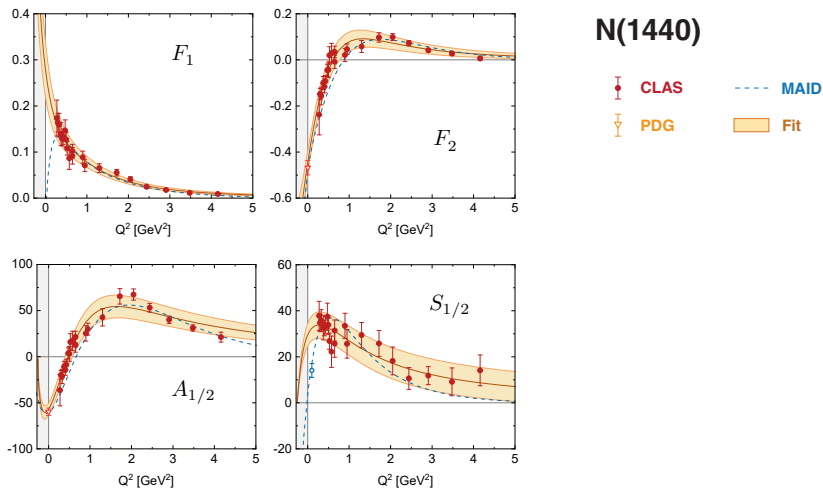 N(1440)
CLAS
MAID
PDG
Fit
F1
0.4
0.3
0.2
0.1
0.0
0 1 2 3 4 5
Q² [GeV²]
F2
0.2
0.0
-0.2
-0.4
-0.6
0 1 2 3 4 5
Q² [GeV²]
A1/2
100
50
0
-50
-100
0 1 2 3 4 5
Q² [GeV²]
S1/2
60
40
20
0
-20
0 1 2 3 4 5
Q² [GeV²]